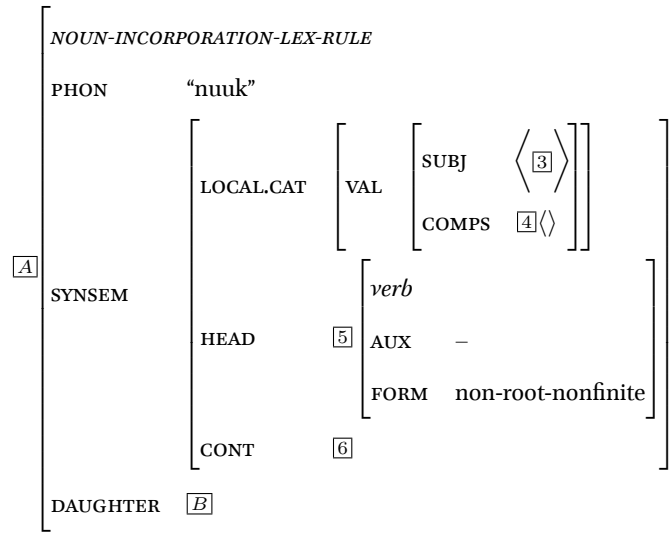 NOUN-INCORPORATION-LEX-RULE
PHON “nuuk”
SUBJ ⟨ 3 ⟩
LOCAL.CAT VAL
COMPS 4 ⟨⟩
A
SYNSEM
verb
HEAD 5 AUX –
FORM non-root-nonfinite
CONT 6
DAUGHTER B